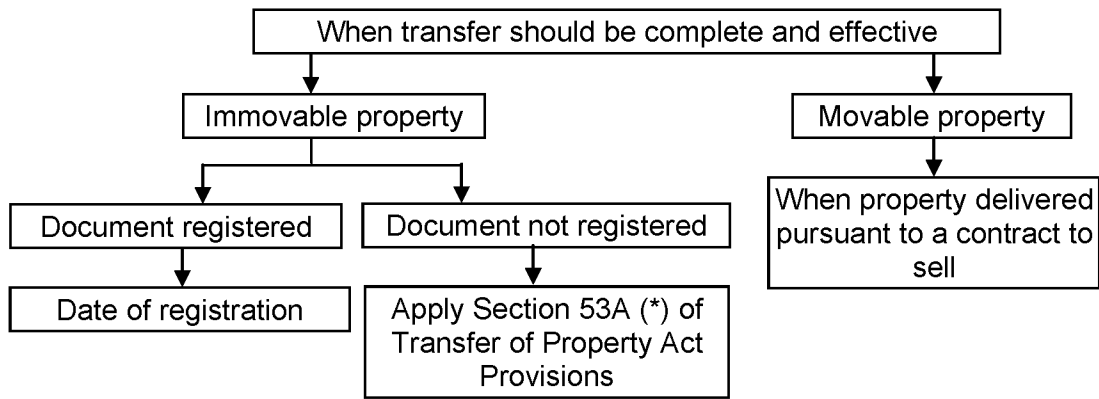 When transfer should be complete and effective
Immovable property
Movable property
Document registered
Document not registered
When property delivered
pursuant to a contract to
sell
Date of registration
Apply Section 53A (*) of
Transfer of Property Act
Provisions